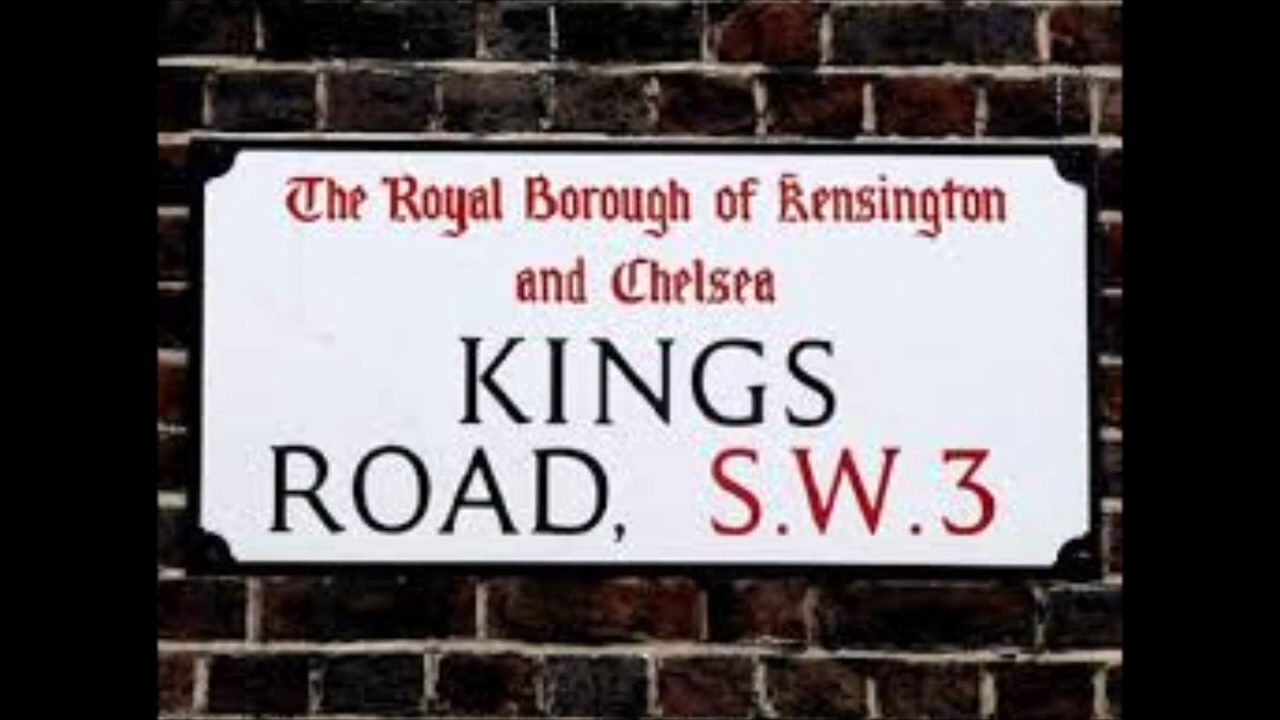 The Royal Borough of Kensington
and Chelsea
KINGS
ROAD, S.W.3